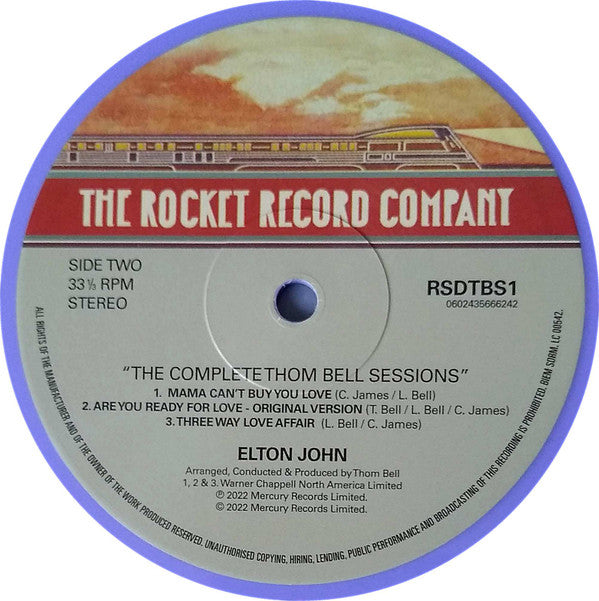 THE ROCKET RECORD COMPANY
SIDE TWO
33⅓ RPM
STEREO
RSDTBS1
0602435666242
"THE COMPLETE THOM BELL SESSIONS"
1. MAMA CAN'T BUY YOU LOVE (C. James / L. Bell)
2. ARE YOU READY FOR LOVE - ORIGINAL VERSION (T. Bell / L. Bell / C. James)
3. THREE WAY LOVE AFFAIR (L. Bell / C. James)
ELTON JOHN
Arranged, Conducted & Produced by Thom Bell
1, 2 & 3. Warner Chappell North America Limited
℗ 2022 Mercury Records Limited.
© 2022 Mercury Records Limited.
ALL RIGHTS OF THE MANUFACTURER AND OF THE OWNER OF THE WORK PRODUCED RESERVED. UNAUTHORISED COPYING, HIRING, LENDING, PUBLIC PERFORMANCE AND BROADCASTING OF THIS RECORDING IS PROHIBITED. BIEM SDRM. LC 00542.